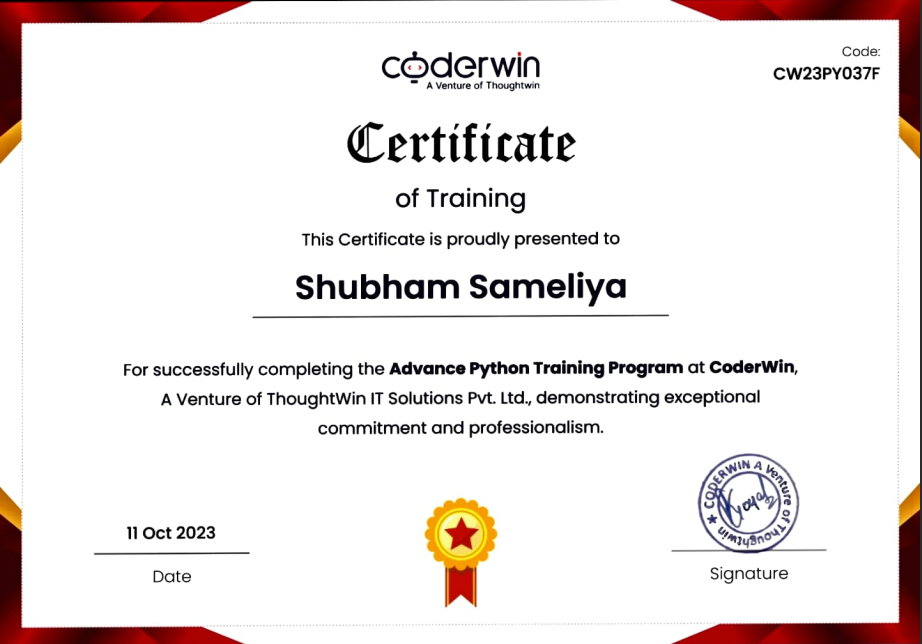 Code:
CW23PY037F
coderwin
A Venture of Thoughtwin
Certificate
of Training
This Certificate is proudly presented to
Shubham Sameliya
For successfully completing the Advance Python Training Program at CoderWin,
A Venture of ThoughtWin IT Solutions Pvt. Ltd., demonstrating exceptional
commitment and professionalism.
CODERWIN A Venture of Thoughtwin
11 Oct 2023
Date
Signature